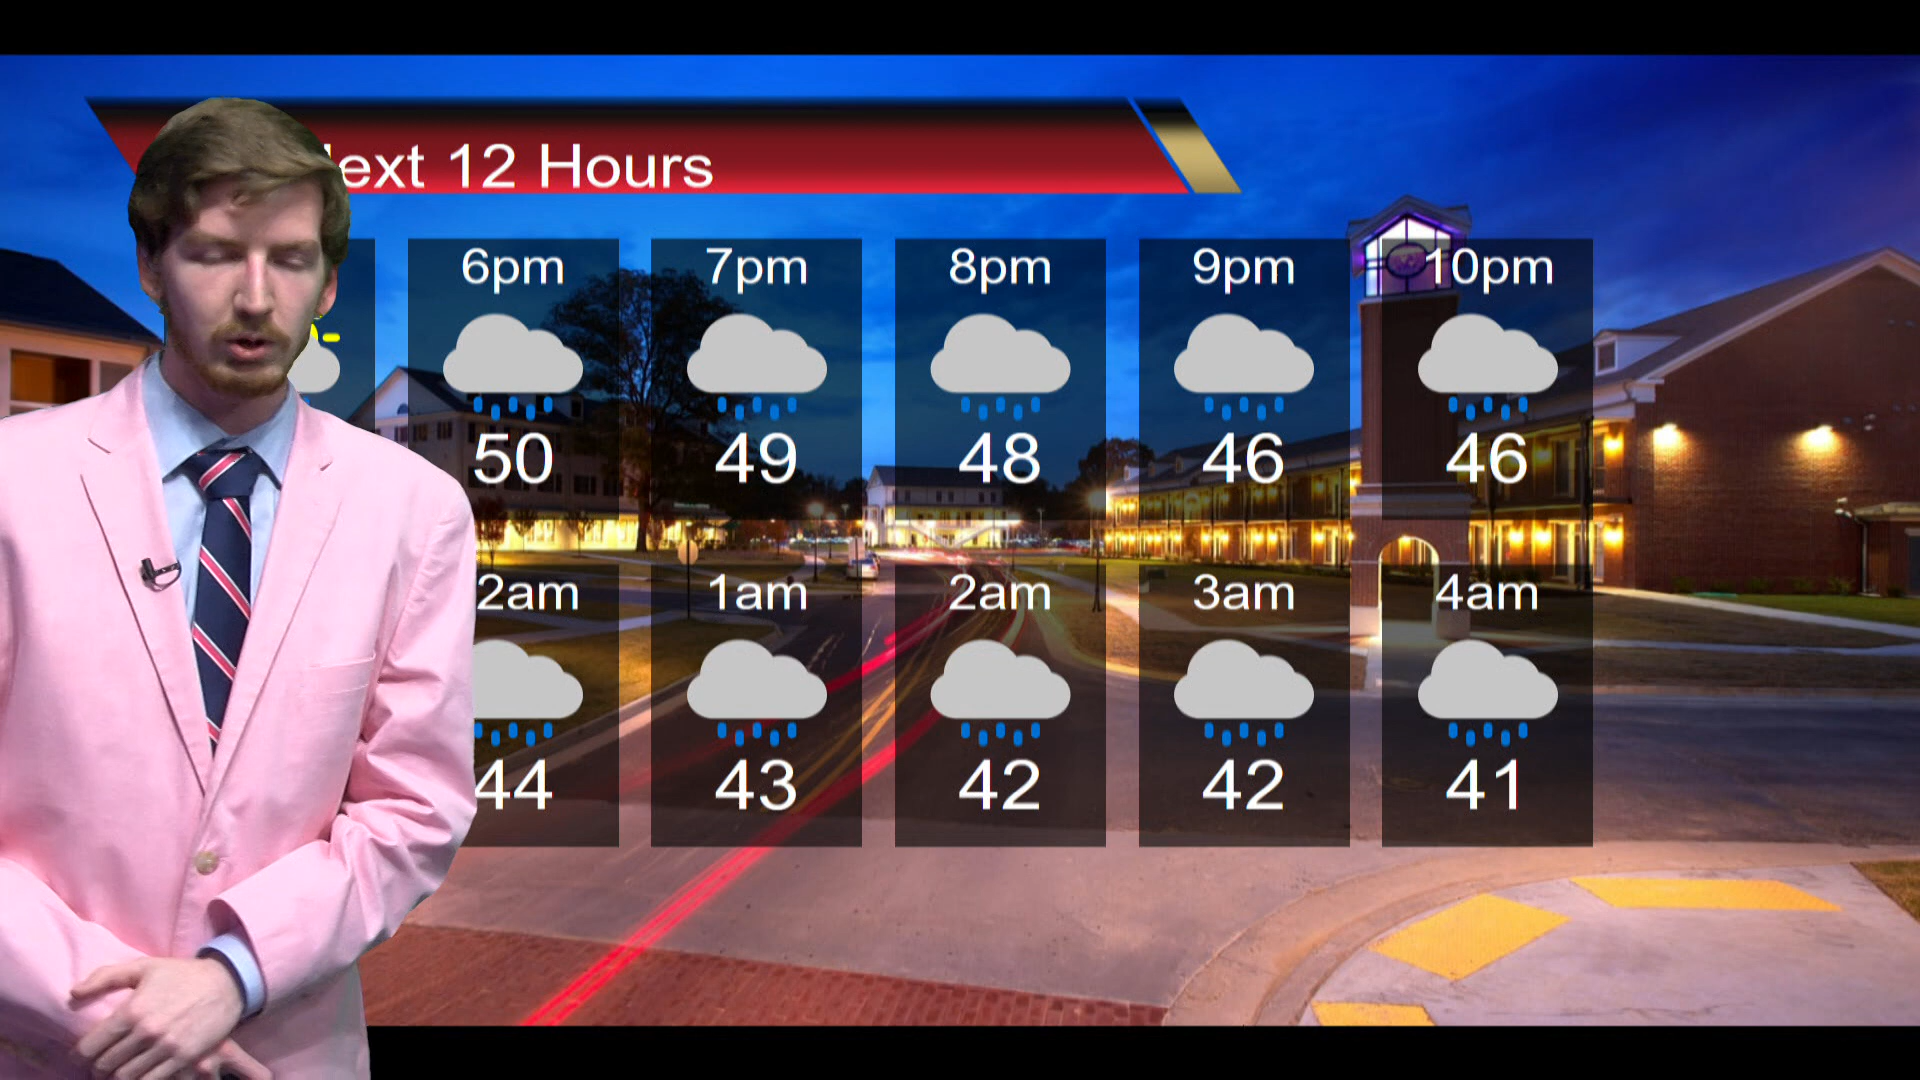 ext 12 Hours
6pm 7pm 8pm 9pm 10pm
50 49 48 46 46
2am 1am 2am 3am 4am
44 43 42 42 41